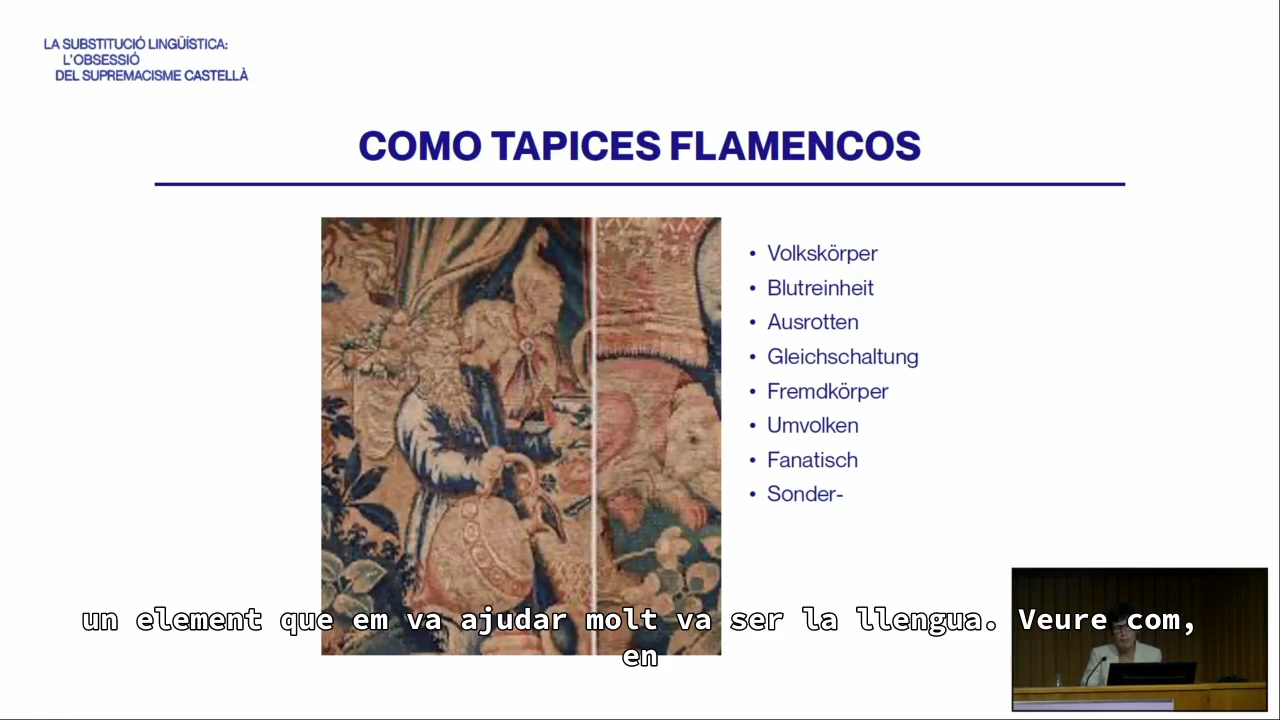 LA SUBSTITUCIÓ LINGÜÍSTICA:
L'OBSESSIÓ
DEL SUPREMACISME CASTELLÀ
COMO TAPICES FLAMENCOS
• Volkskörper
• Blutreinheit
• Ausrotten
• Gleichschaltung
• Fremdkörper
• Umvolken
• Fanatisch
• Sonder-
un element que em va ajudar molt va ser la llengua. Veure com,
en